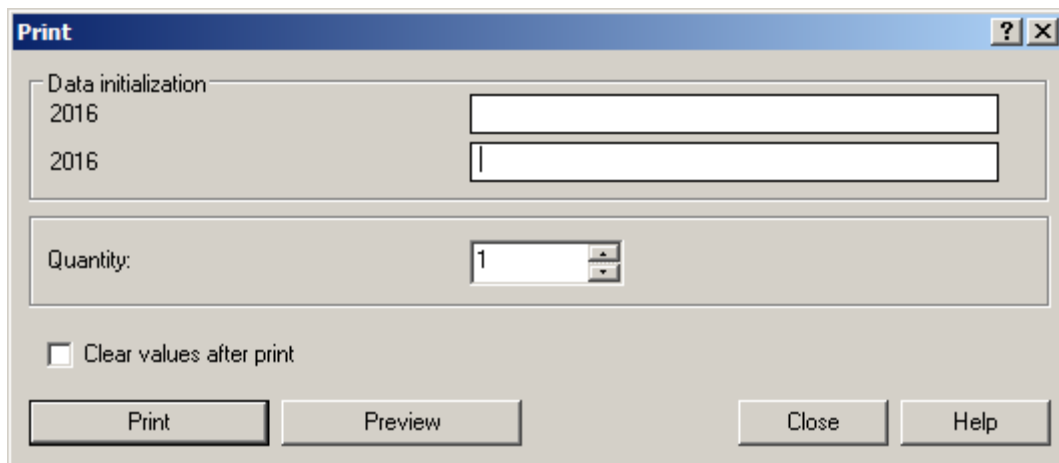 Print
Data initialization
2016
2016
Quantity:
1
Clear values after print
Print
Preview
Close
Help